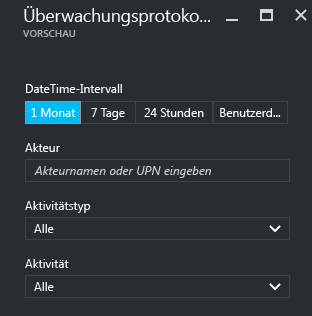 Überwachungsprotoko...
VORSCHAU
DateTime-Intervall
1 Monat 7 Tage 24 Stunden Benutzerd...
Akteur
Akteurnamen oder UPN eingeben
Aktivitätstyp
Alle
Aktivität
Alle